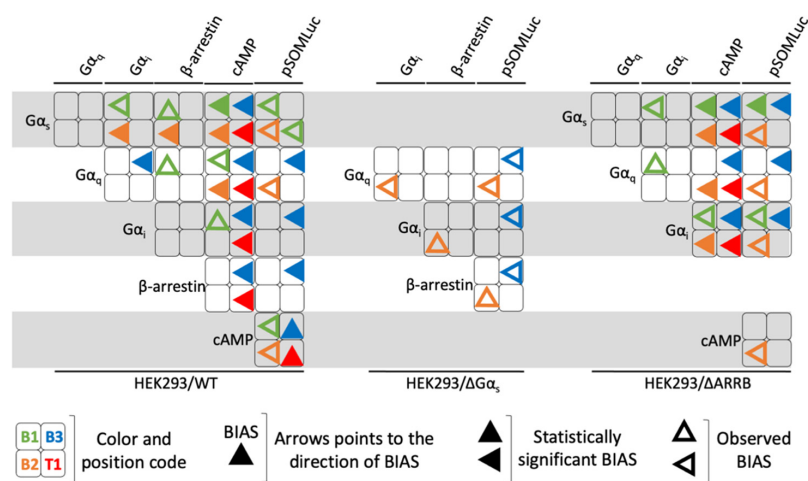 Gαq Gαi β-arrestin cAMP pSOMLuc
Gαi β-arrestin pSOMLuc
Gαq Gαi cAMP pSOMLuc
Gαs
Gαs
Gαq
Gαq
Gαq
Gαi
Gαi
Gαi
β-arrestin
β-arrestin
cAMP
cAMP
HEK293/WT
HEK293/ΔGαs
HEK293/ΔARRB
B1 B3
B2 T1
Color and
position code
BIAS
Arrows points to the
direction of BIAS
Statistically
significant BIAS
Observed
BIAS